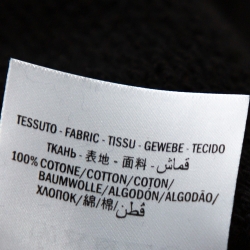 TESSUTO - FABRIC - TISSU - GEWEBE - TECIDO
ТКАНЬ - 表地 - 面料 - قماش
100% COTONE/COTTON/COTON/
BAUMWOLLE/ALGODÓN/ALGODÃO/
ХЛОПОК/綿/棉/قطن